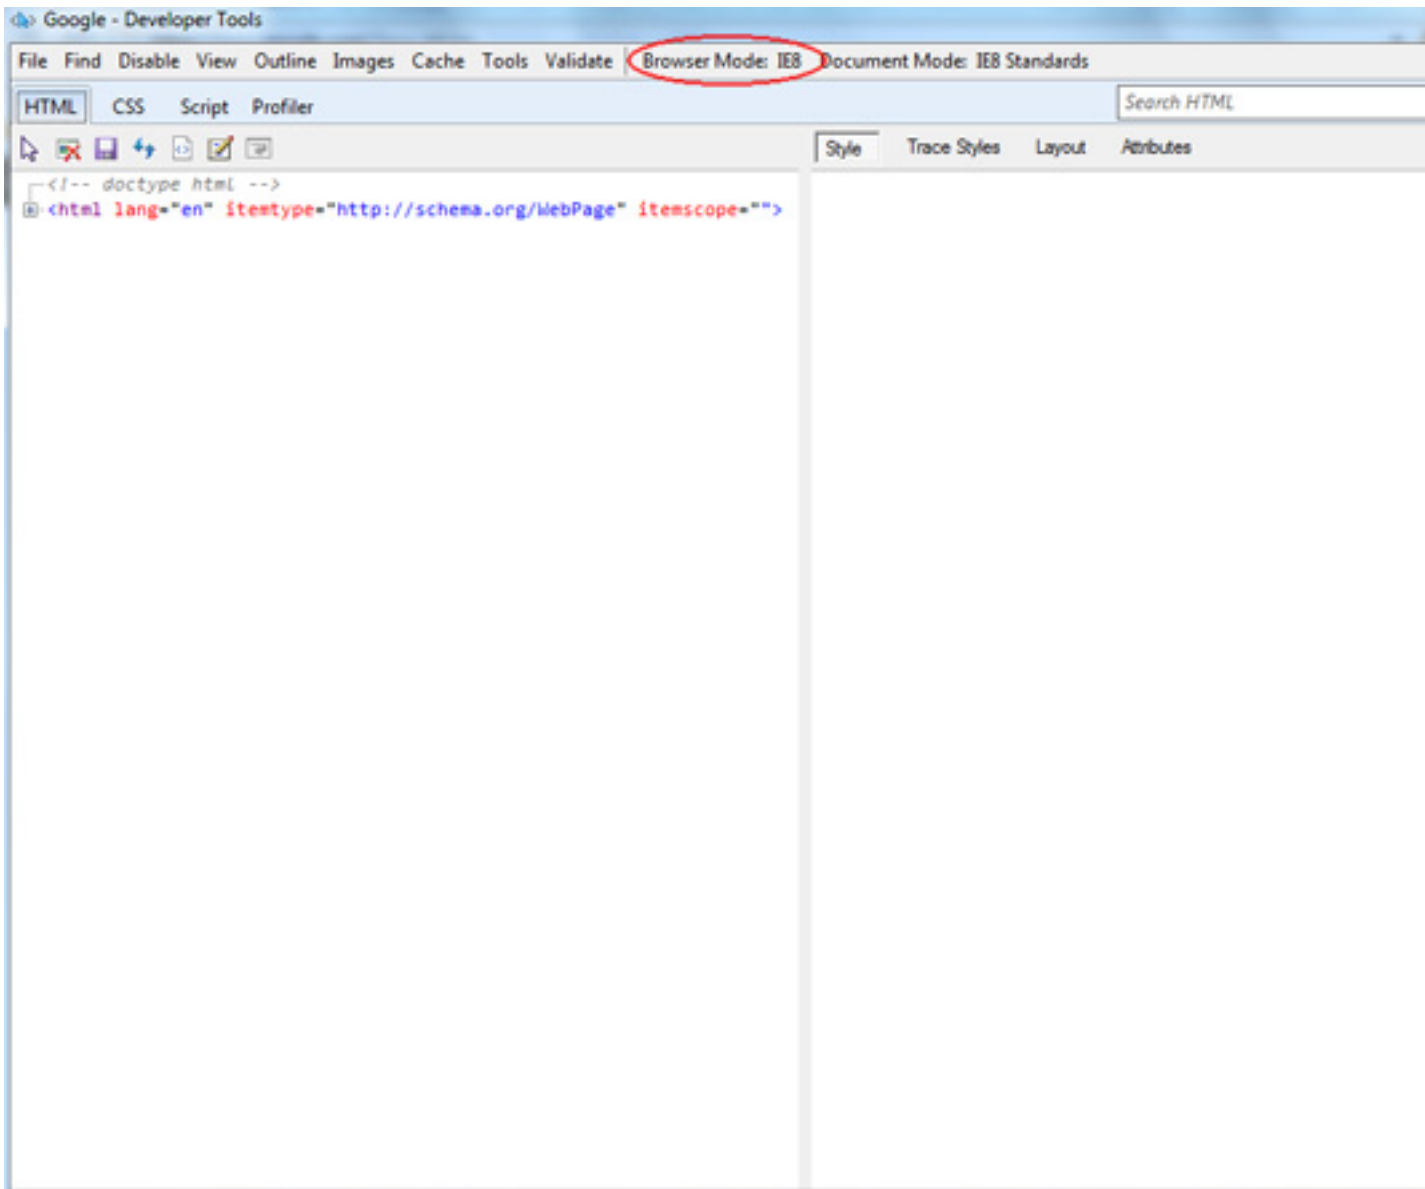 Google - Developer Tools
File Find Disable View Outline Images Cache Tools Validate Browser Mode: IE8 Document Mode: IE8 Standards
HTML CSS Script Profiler Search HTML
Style Trace Styles Layout Attributes
<!-- doctype html -->
<html lang="en" itemtype="http://schema.org/WebPage" itemscope="">